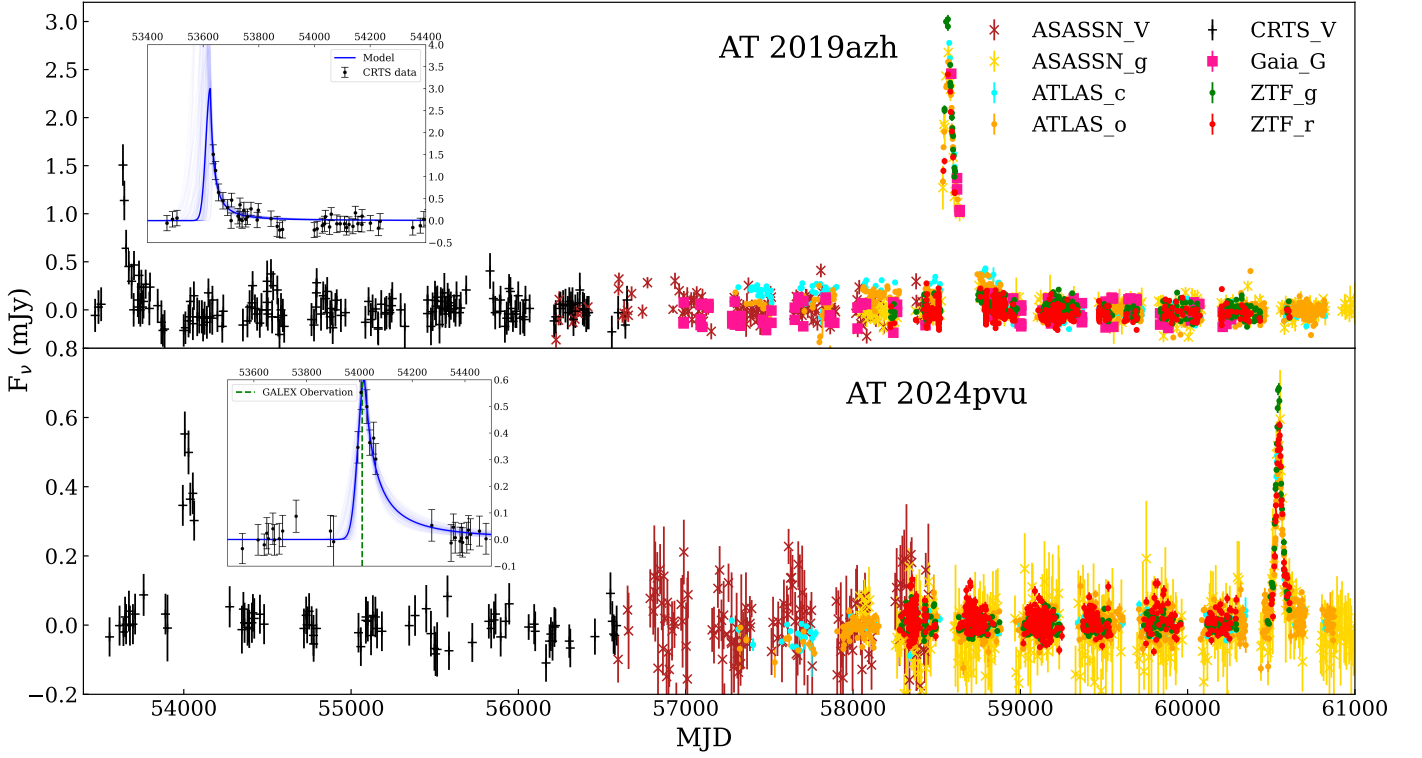 AT 2019azh
ASASSN_V
ASASSN_g
ATLAS_c
ATLAS_o
CRTS_V
Gaia_G
ZTF_g
ZTF_r
53400 53600 53800 54000 54200 54400
Model
CRTS data
4.0
3.5
3.0
2.5
2.0
1.5
1.0
0.5
0.0
−0.5
3.0
2.5
2.0
1.5
1.0
0.5
0.0
F𝜈 (mJy)
AT 2024pvu
53600 53800 54000 54200 54400
GALEX Obervation
0.6
0.5
0.4
0.3
0.2
0.1
0.0
−0.1
0.8
0.6
0.4
0.2
0.0
−0.2
54000 55000 56000 57000 58000 59000 60000 61000
MJD